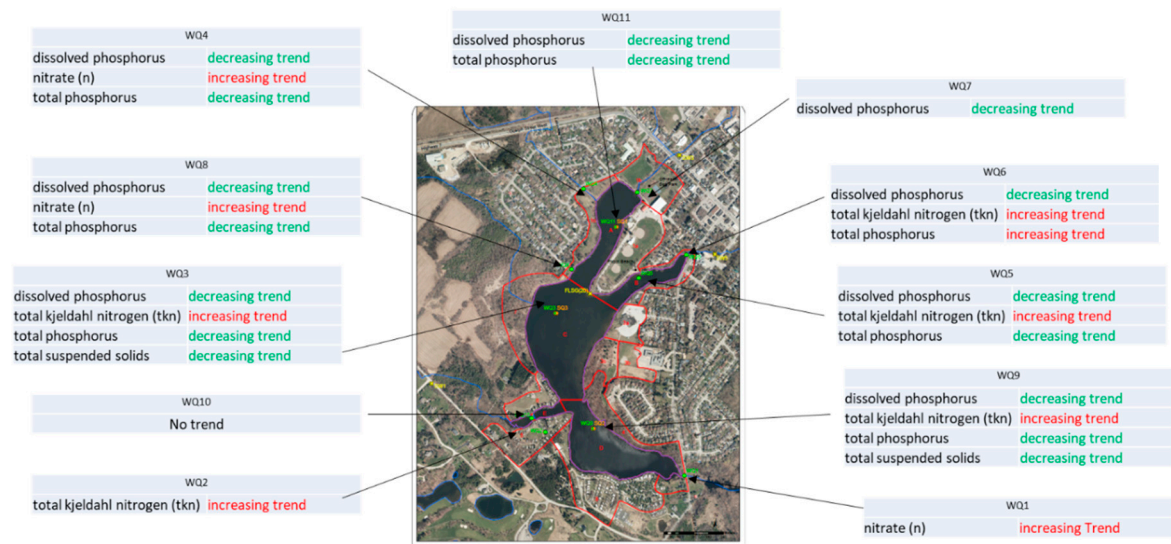 WQ11
dissolved phosphorus decreasing trend
total phosphorus decreasing trend
WQ4
dissolved phosphorus decreasing trend
nitrate (n) increasing trend
total phosphorus decreasing trend
WQ7
dissolved phosphorus decreasing trend
WQ8
dissolved phosphorus decreasing trend
nitrate (n) increasing trend
total phosphorus decreasing trend
WQ6
dissolved phosphorus decreasing trend
total kjeldahl nitrogen (tkn) increasing trend
total phosphorus increasing trend
WQ3
dissolved phosphorus decreasing trend
total kjeldahl nitrogen (tkn) increasing trend
total phosphorus decreasing trend
total suspended solids decreasing trend
WQ5
dissolved phosphorus decreasing trend
total kjeldahl nitrogen (tkn) increasing trend
total phosphorus decreasing trend
WQ10
No trend
WQ9
dissolved phosphorus decreasing trend
total kjeldahl nitrogen (tkn) increasing trend
total phosphorus decreasing trend
total suspended solids decreasing trend
WQ2
total kjeldahl nitrogen (tkn) increasing trend
WQ1
nitrate (n) increasing Trend
WQ3 DG3